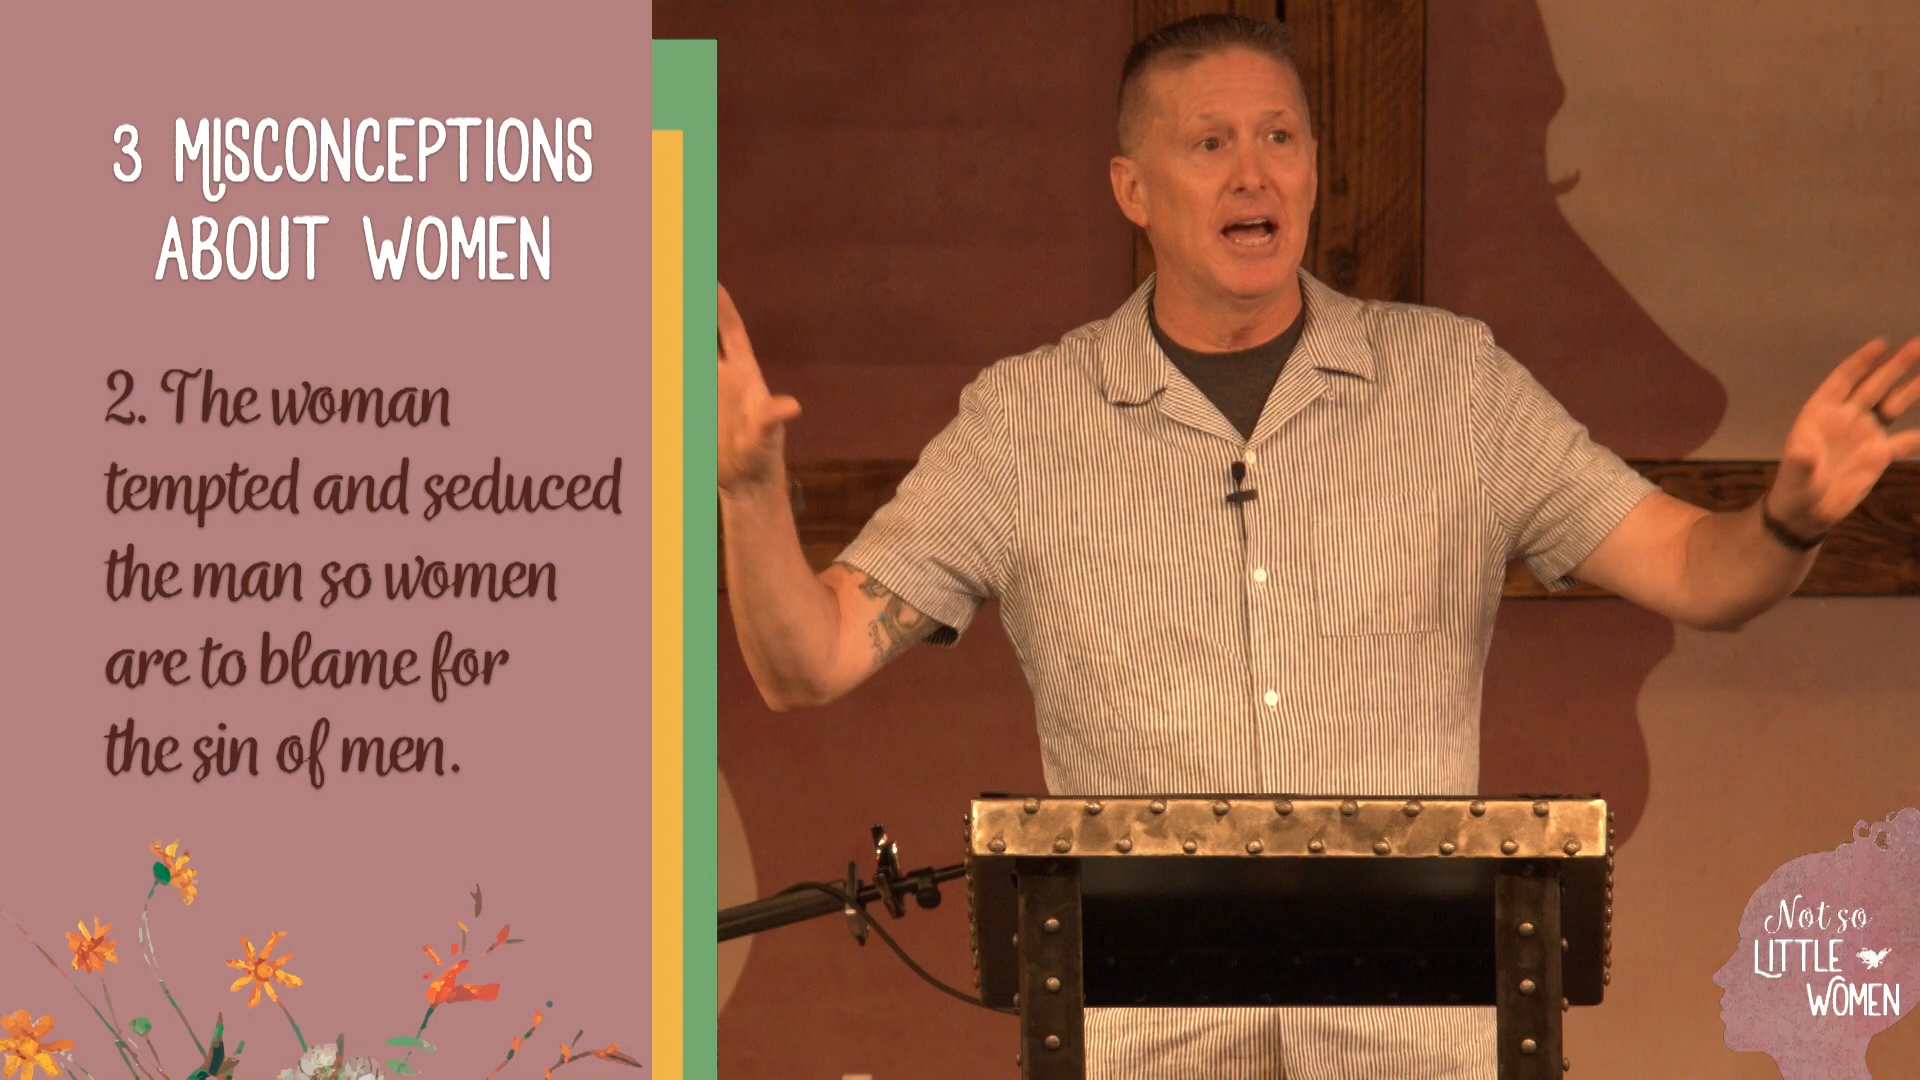 3 MISCONCEPTIONS
ABOUT WOMEN
2. The woman
tempted and seduced
the man so women
are to blame for
the sin of men.
Not so
LITTLE
WOMEN